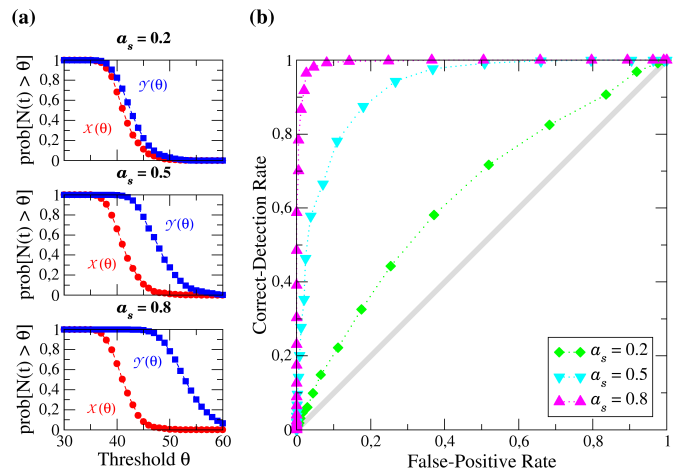 (a)
a_s = 0.2
prob[N(t) > θ]
1
0,8
0,6
0,4
0,2
0
𝒴(θ)
𝒳(θ)
a_s = 0.5
prob[N(t) > θ]
1
0,8
0,6
0,4
0,2
0
𝒴(θ)
𝒳(θ)
a_s = 0.8
prob[N(t) > θ]
1
0,8
0,6
0,4
0,2
0
𝒴(θ)
𝒳(θ)
30 40 50 60
Threshold θ
(b)
Correct-Detection Rate
1
0,8
0,6
0,4
0,2
0
0 0,2 0,4 0,6 0,8 1
False-Positive Rate
a_s = 0.2
a_s = 0.5
a_s = 0.8